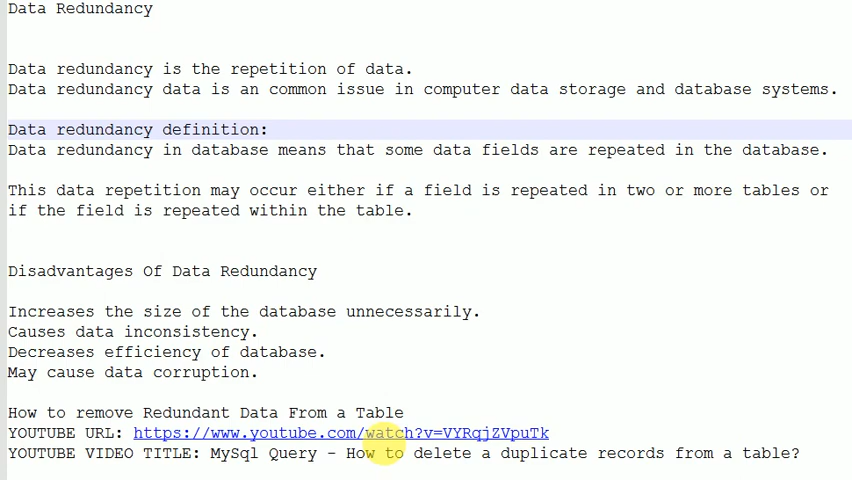 Data Redundancy
Data redundancy is the repetition of data.
Data redundancy data is an common issue in computer data storage and database systems.
Data redundancy definition:
Data redundancy in database means that some data fields are repeated in the database.
This data repetition may occur either if a field is repeated in two or more tables or
if the field is repeated within the table.
Disadvantages Of Data Redundancy
Increases the size of the database unnecessarily.
Causes data inconsistency.
Decreases efficiency of database.
May cause data corruption.
How to remove Redundant Data From a Table
YOUTUBE URL: https://www.youtube.com/watch?v=VYRqjZVpuTk
YOUTUBE VIDEO TITLE: MySql Query - How to delete a duplicate records from a table?